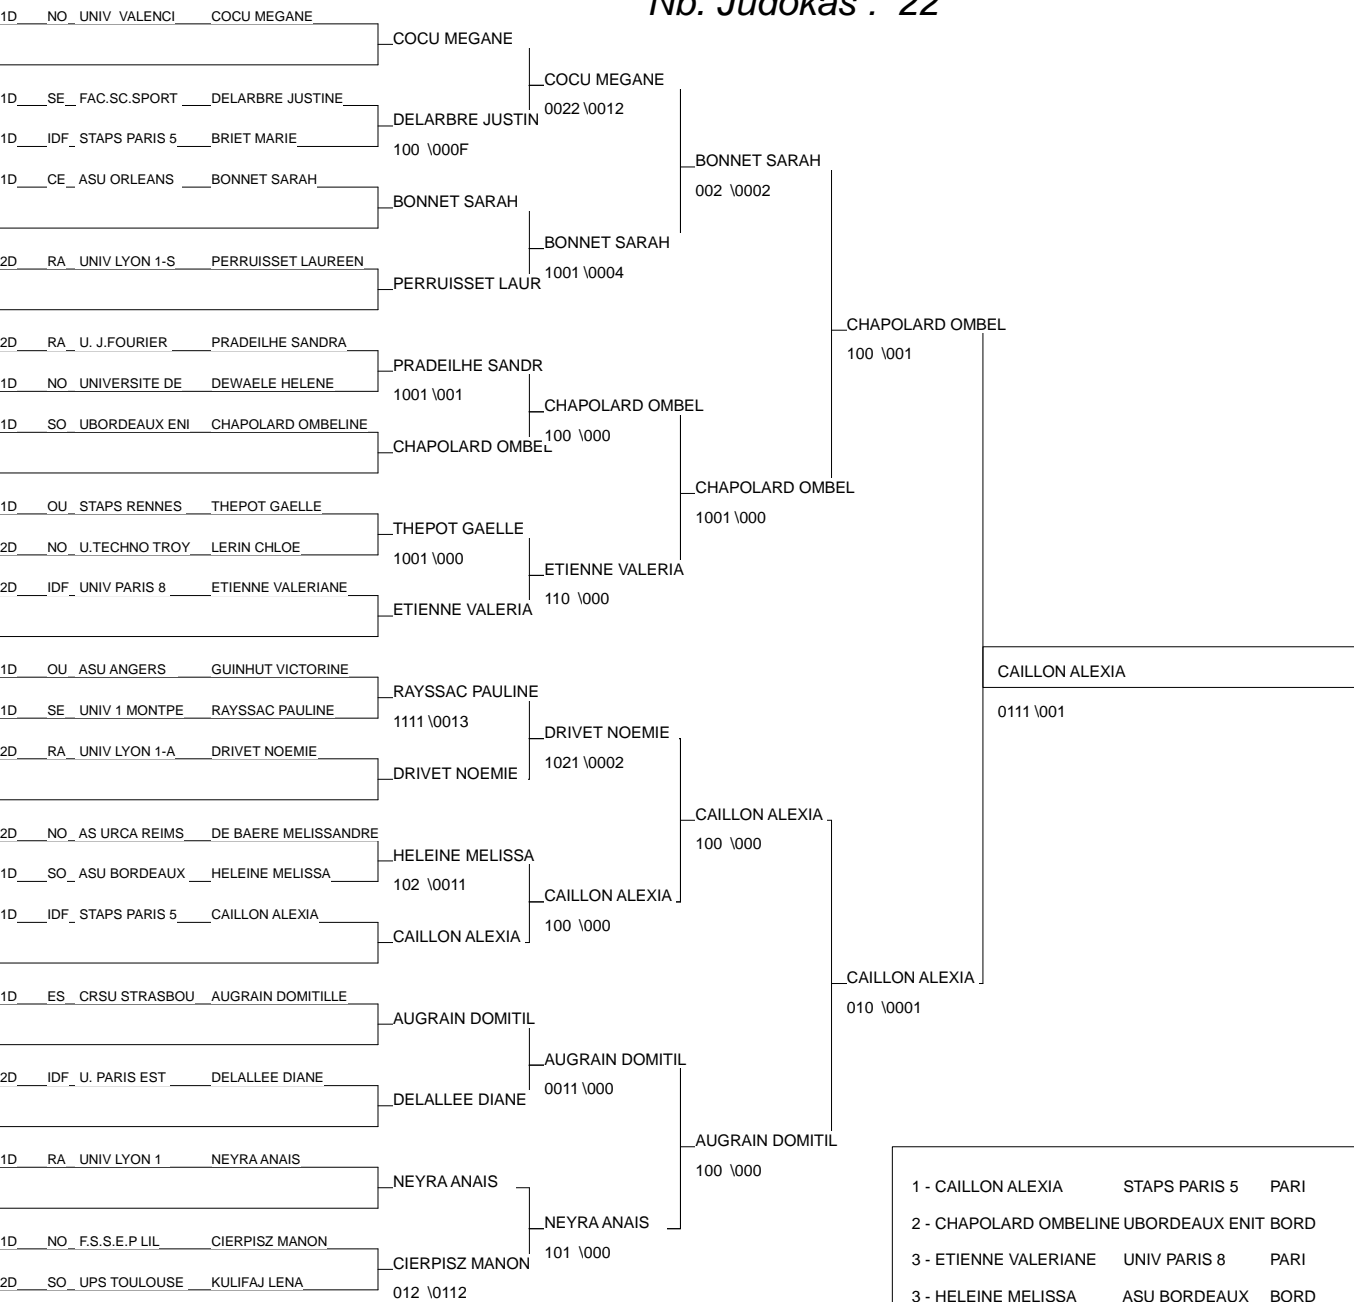 Nb. Judokas : 22
1D NO UNIV VALENCI COCU MEGANE
1D SE FAC.SC.SPORT DELARBRE JUSTINE
1D IDF STAPS PARIS 5 BRIET MARIE
1D CE ASU ORLEANS BONNET SARAH
2D RA UNIV LYON 1-S PERRUISSET LAUREEN
2D RA U. J.FOURIER PRADEILHE SANDRA
1D NO UNIVERSITE DE DEWAELE HELENE
1D SO UBORDEAUX ENI CHAPOLARD OMBELINE
1D OU STAPS RENNES THEPOT GAELLE
2D NO U.TECHNO TROY LERIN CHLOE
2D IDF UNIV PARIS 8 ETIENNE VALERIANE
1D OU ASU ANGERS GUINHUT VICTORINE
1D SE UNIV 1 MONTPE RAYSSAC PAULINE
2D RA UNIV LYON 1-A DRIVET NOEMIE
2D NO AS URCA REIMS DE BAERE MELISSANDRE
1D SO ASU BORDEAUX HELEINE MELISSA
1D IDF STAPS PARIS 5 CAILLON ALEXIA
1D ES CRSU STRASBOU AUGRAIN DOMITILLE
2D IDF U. PARIS EST DELALLEE DIANE
1D RA UNIV LYON 1 NEYRA ANAIS
1D NO F.S.S.E.P LIL CIERPISZ MANON
2D SO UPS TOULOUSE KULIFAJ LENA
COCU MEGANE
DELARBRE JUSTIN
100 \000F
BONNET SARAH
PERRUISSET LAUR
PRADEILHE SANDR
1001 \001
CHAPOLARD OMBEL
THEPOT GAELLE
1001 \000
ETIENNE VALERIA
RAYSSAC PAULINE
1111 \0013
DRIVET NOEMIE
HELEINE MELISSA
102 \0011
CAILLON ALEXIA
AUGRAIN DOMITIL
DELALLEE DIANE
NEYRA ANAIS
CIERPISZ MANON
012 \0112
COCU MEGANE
0022 \0012
BONNET SARAH
1001 \0004
CHAPOLARD OMBEL
100 \000
ETIENNE VALERIA
110 \000
DRIVET NOEMIE
1021 \0002
CAILLON ALEXIA
100 \000
AUGRAIN DOMITIL
0011 \000
NEYRA ANAIS
101 \000
BONNET SARAH
002 \0002
CHAPOLARD OMBEL
1001 \000
CAILLON ALEXIA
100 \000
AUGRAIN DOMITIL
100 \000
CHAPOLARD OMBEL
100 \001
CAILLON ALEXIA
010 \0001
CAILLON ALEXIA
0111 \001
1 - CAILLON ALEXIA STAPS PARIS 5 PARI
2 - CHAPOLARD OMBELINE UBORDEAUX ENIT BORD
3 - ETIENNE VALERIANE UNIV PARIS 8 PARI
3 - HELEINE MELISSA ASU BORDEAUX BORD